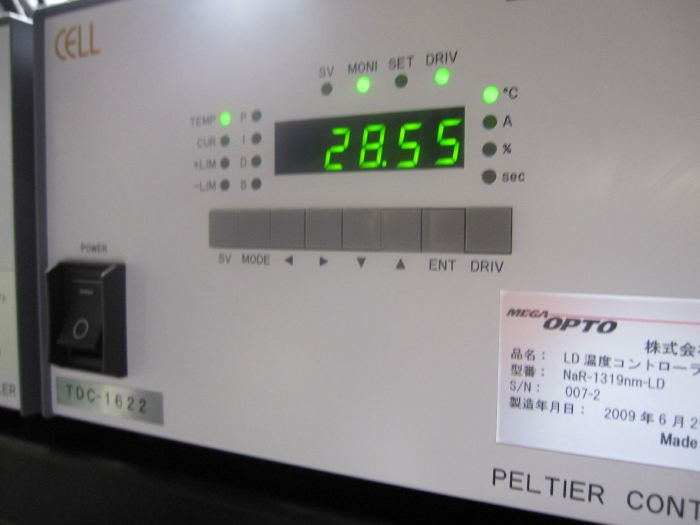 CELL
SV MONI SET DRIV
TEMP P
CUR I
+LIM D
-LIM S
28.55
°C
A
%
sec
SV MODE ◀ ▶ ▼ ▲ ENT DRIV
POWER
TDC-1622
MEGA OPTO
株式会
品名： LD 温度コントローラ
型番： NaR-1319nm-LD
S/N： 007-2
製造年月日： 2009 年 6 月 2
Made
PELTIER CONT
LER